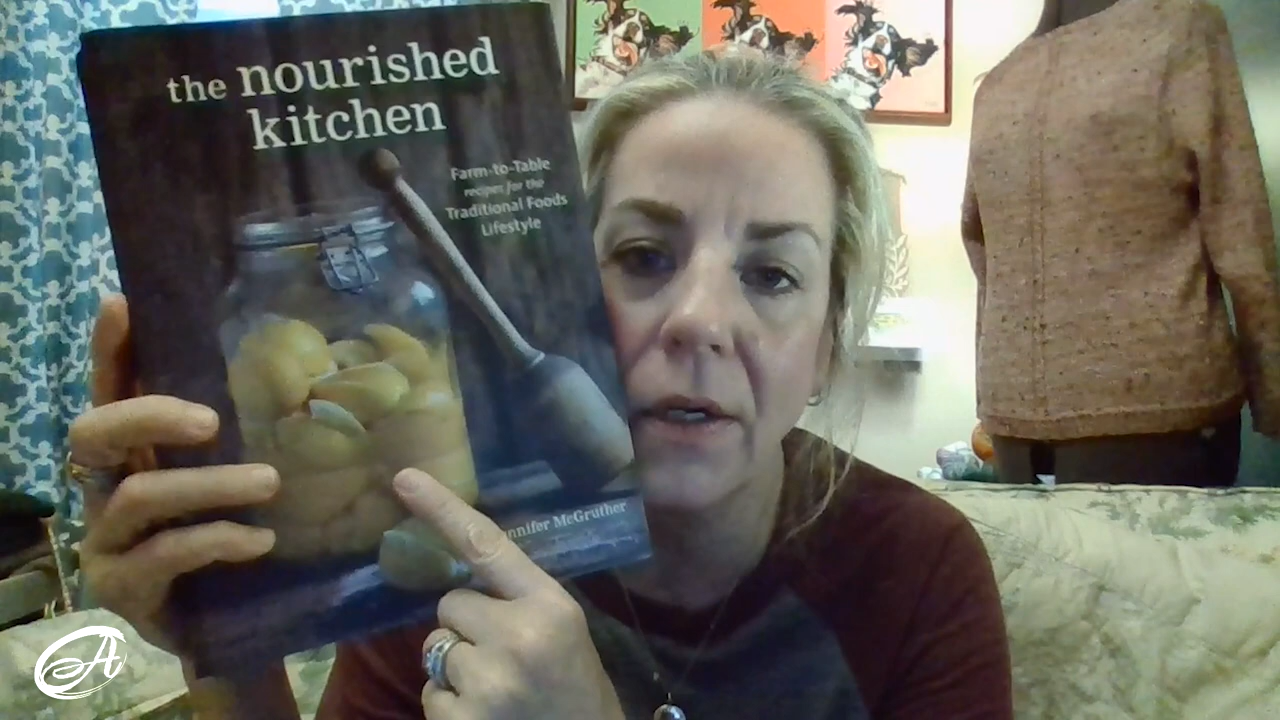 the nourished
kitchen
Farm-to-Table
recipes for the
Traditional Foods
Lifestyle
nnifer McGruther
A